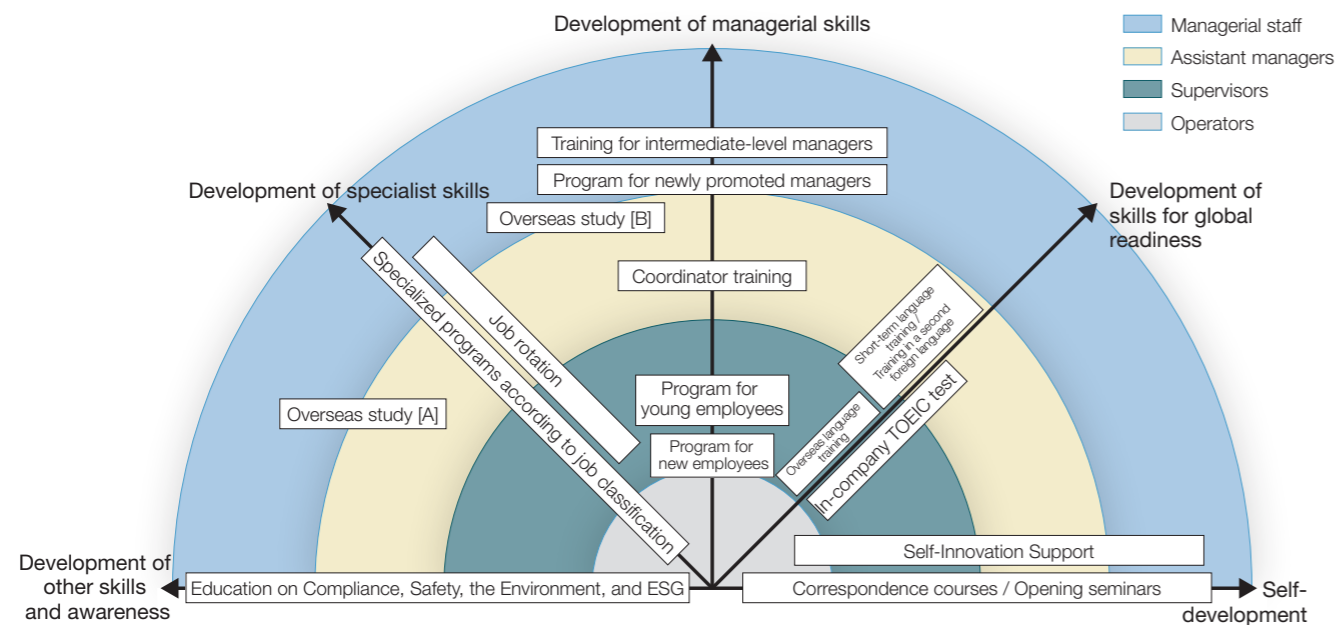 Development of managerial skills
Managerial staff
Assistant managers
Supervisors
Operators
Training for intermediate-level managers
Program for newly promoted managers
Development of specialist skills
Development of
skills for global
readiness
Overseas study [B]
Coordinator training
Specialized programs according to job classification
Job rotation
Short-term language
training /
Training in a second
foreign language
Overseas study [A]
Program for
young employees
Program for
new employees
Overseas language
training
In-company TOEIC test
Self-Innovation Support
Development of
other skills
and awareness
Education on Compliance, Safety, the Environment, and ESG
Correspondence courses / Opening seminars
Self-
development